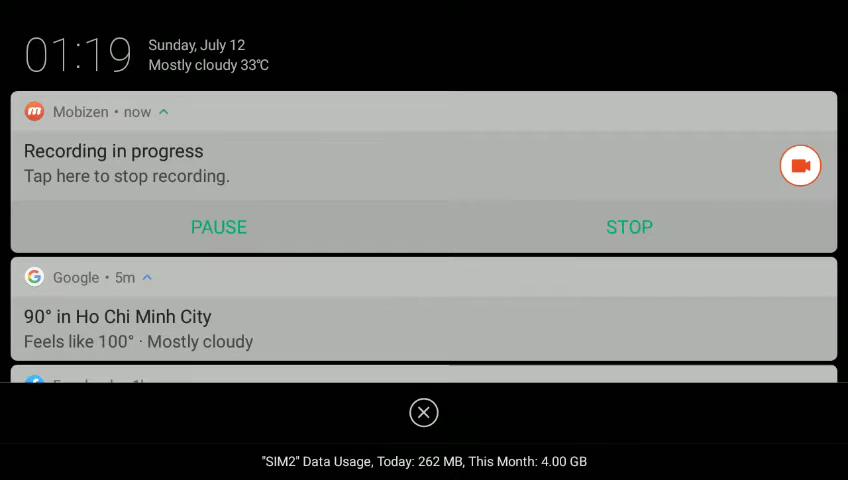 01:19
Sunday, July 12
Mostly cloudy 33℃
Mobizen • now
Recording in progress
Tap here to stop recording.
PAUSE
STOP
Google • 5m
90° in Ho Chi Minh City
Feels like 100° · Mostly cloudy
"SIM2" Data Usage, Today: 262 MB, This Month: 4.00 GB